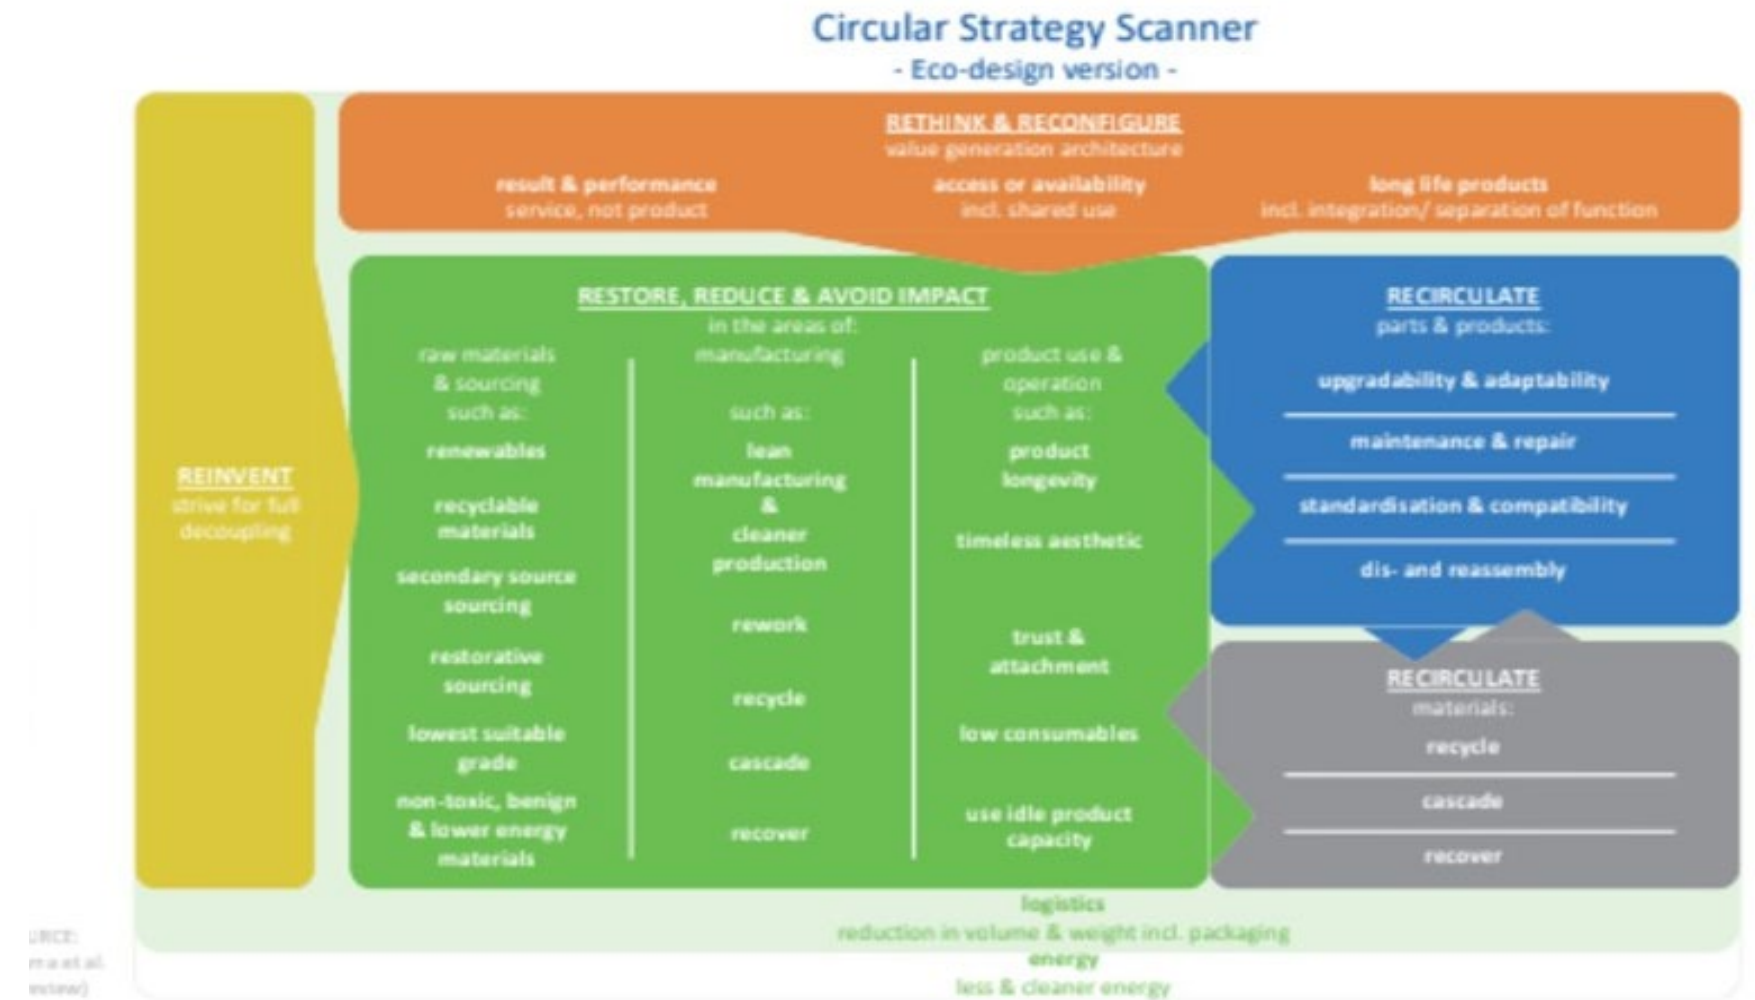 Circular Strategy Scanner
- Eco-design version -
RETHINK & RECONFIGURE
value generation architecture
result & performance
service, not product
access or availability
incl. shared use
long life products
incl. integration/ separation of function
REINVENT
strive for full
decoupling
RESTORE, REDUCE & AVOID IMPACT
in the areas of:
raw materials
& sourcing
such as:
renewables
recyclable
materials
secondary source
sourcing
restorative
sourcing
lowest suitable
grade
non-toxic, benign
& lower energy
materials
manufacturing
such as:
lean
manufacturing
&
cleaner
production
rework
recycle
cascade
recover
product use &
operation
such as:
product
longevity
timeless aesthetic
trust &
attachment
low consumables
use idle product
capacity
RECIRCULATE
parts & products:
upgradability & adaptability
maintenance & repair
standardisation & compatibility
dis- and reassembly
RECIRCULATE
materials:
recycle
cascade
recover
logistics
reduction in volume & weight incl. packaging
energy
less & cleaner energy
et al.